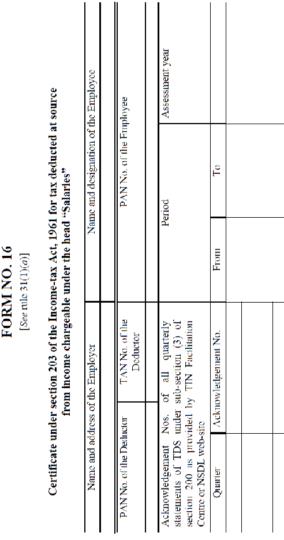 FORM NO. 16
[See rule 31(1)(a)]
Certificate under section 203 of the Income-tax Act, 1961 for tax deducted at source
from Income chargeable under the head “Salaries”
Name and address of the Employer
Name and designation of the Employee
PAN No. of the Deductor
TAN No. of the
Deductor
PAN No. of the Employee
Acknowledgement Nos. of all quarterly
statements of TDS under sub-section (3) of
section 200 as provided by TIN Facilitation
Centre or NSDL web-site
Period
Assessment year
Quarter
Acknowledgement No.
From
To